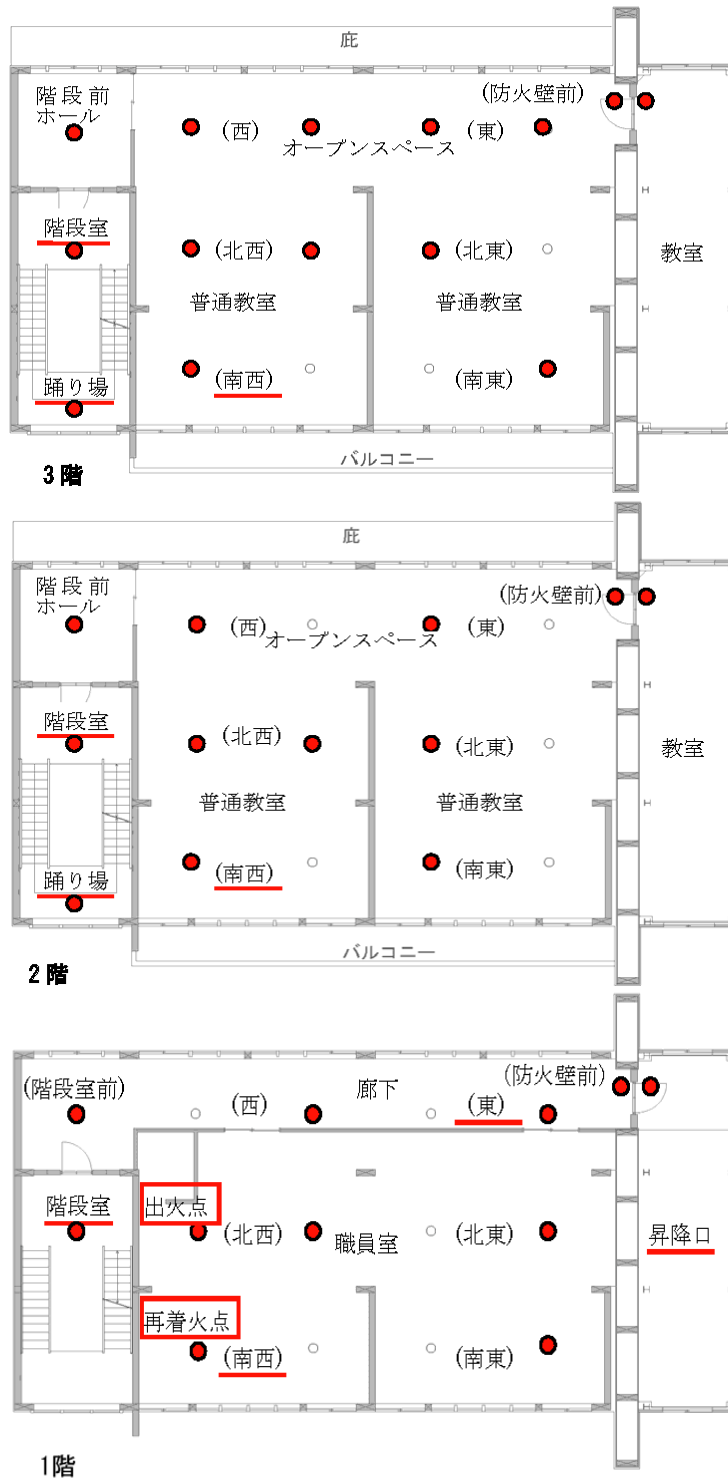 庇
階段前
ホール
(西)
(東)
(防火壁前)
オープンスペース
階段室
(北西)
(北東)
教室
普通教室
普通教室
踊り場
(南西)
(南東)
バルコニー
3階
庇
階段前
ホール
(防火壁前)
(西)
(東)
オープンスペース
階段室
(北西)
(北東)
教室
普通教室
普通教室
踊り場
(南西)
(南東)
バルコニー
2階
(階段室前)
廊下
(防火壁前)
(西)
(東)
階段室
出火点
(北西)
職員室
(北東)
昇降口
再着火点
(南西)
(南東)
1階